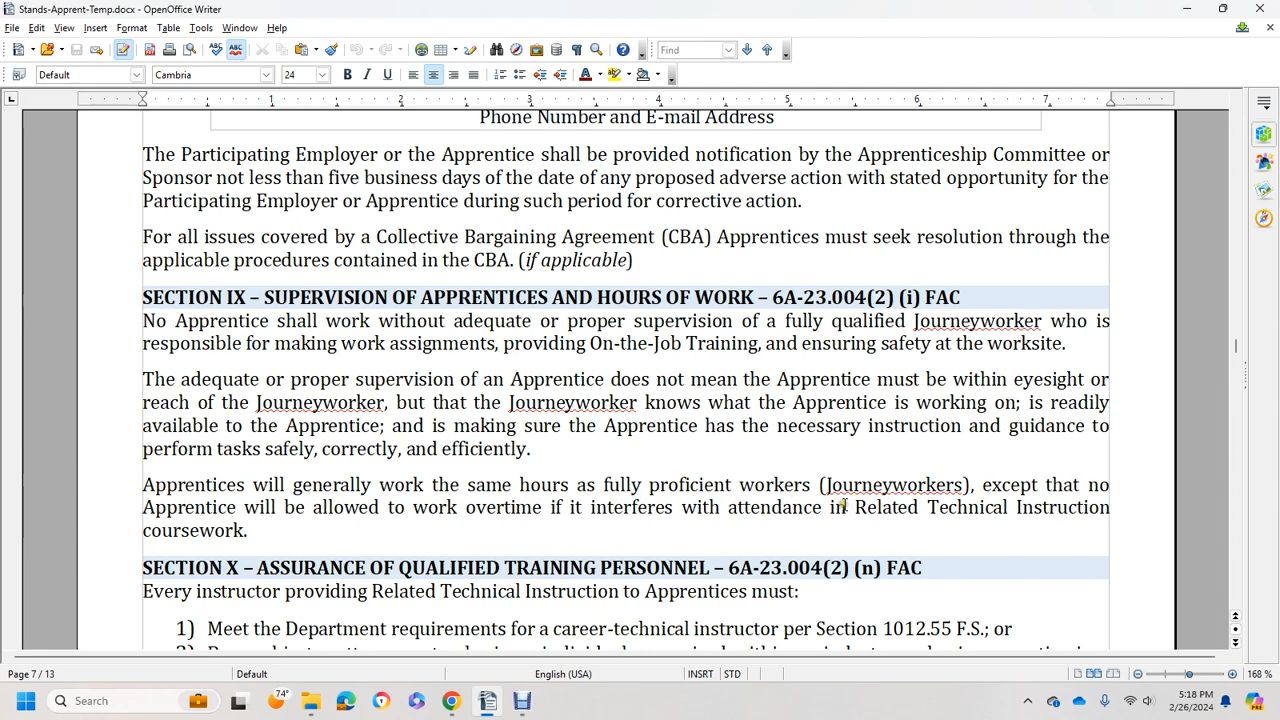 Stands-Apprent-Temp.docx - OpenOffice Writer
File Edit View Insert Format Table Tools Window Help
Find
Default Cambria 24
1 2 3 4 5 6 7
Phone Number and E-mail Address
The Participating Employer or the Apprentice shall be provided notification by the Apprenticeship Committee or
Sponsor not less than five business days of the date of any proposed adverse action with stated opportunity for the
Participating Employer or Apprentice during such period for corrective action.
For all issues covered by a Collective Bargaining Agreement (CBA) Apprentices must seek resolution through the
applicable procedures contained in the CBA. (if applicable)
SECTION IX – SUPERVISION OF APPRENTICES AND HOURS OF WORK – 6A-23.004(2) (i) FAC
No Apprentice shall work without adequate or proper supervision of a fully qualified Journeyworker who is
responsible for making work assignments, providing On-the-Job Training, and ensuring safety at the worksite.
The adequate or proper supervision of an Apprentice does not mean the Apprentice must be within eyesight or
reach of the Journeyworker, but that the Journeyworker knows what the Apprentice is working on; is readily
available to the Apprentice; and is making sure the Apprentice has the necessary instruction and guidance to
perform tasks safely, correctly, and efficiently.
Apprentices will generally work the same hours as fully proficient workers (Journeyworkers), except that no
Apprentice will be allowed to work overtime if it interferes with attendance in Related Technical Instruction
coursework.
SECTION X – ASSURANCE OF QUALIFIED TRAINING PERSONNEL – 6A-23.004(2) (n) FAC
Every instructor providing Related Technical Instruction to Apprentices must:
1) Meet the Department requirements for a career-technical instructor per Section 1012.55 F.S.; or
Page 7 / 13 Default English (USA) INSRT STD 168 %
Search 74° 5:18 PM
2/26/2024